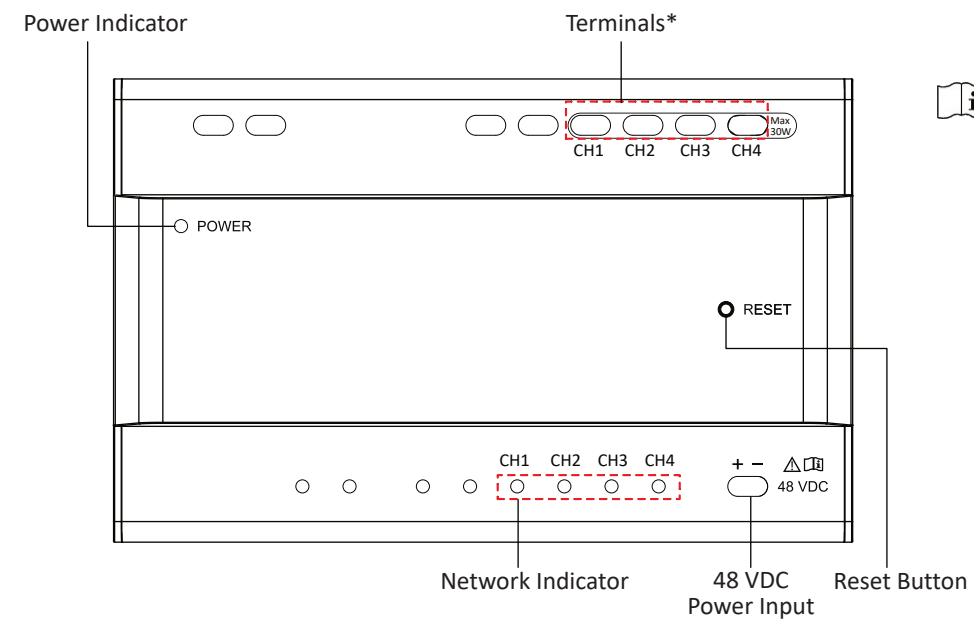 Power Indicator
Terminals*
Max
30W
CH1 CH2 CH3 CH4
POWER
RESET
CH1 CH2 CH3 CH4
+ −
48 VDC
Network Indicator
48 VDC
Power Input
Reset Button